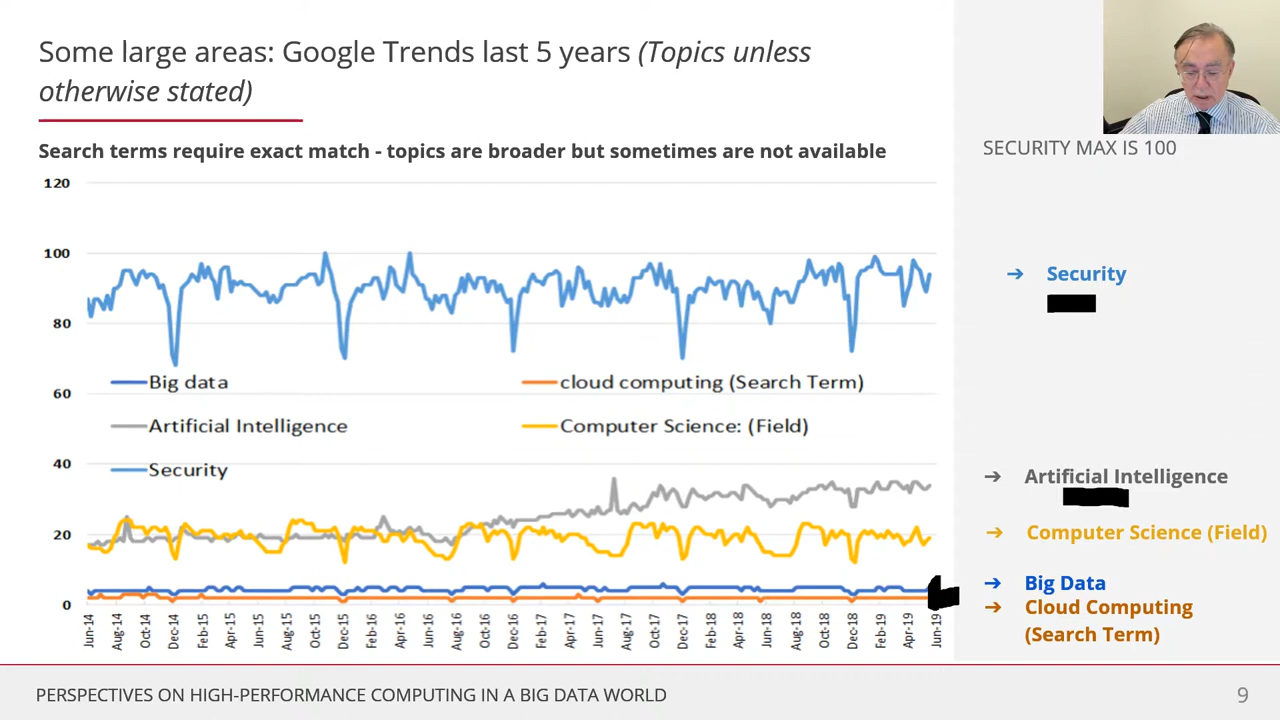 Some large areas: Google Trends last 5 years (Topics unless
otherwise stated)
Search terms require exact match - topics are broader but sometimes are not available
SECURITY MAX IS 100
120
100
80
60
40
20
0
Big data
cloud computing (Search Term)
Artificial Intelligence
Computer Science: (Field)
Security
Jun-14
Aug-14
Oct-14
Dec-14
Feb-15
Apr-15
Jun-15
Aug-15
Oct-15
Dec-15
Feb-16
Apr-16
Jun-16
Aug-16
Oct-16
Dec-16
Feb-17
Apr-17
Jun-17
Aug-17
Oct-17
Dec-17
Feb-18
Apr-18
Jun-18
Aug-18
Oct-18
Dec-18
Feb-19
Apr-19
Jun-19
→ Security
→ Artificial Intelligence
→ Computer Science (Field)
→ Big Data
→ Cloud Computing
(Search Term)
PERSPECTIVES ON HIGH-PERFORMANCE COMPUTING IN A BIG DATA WORLD
9